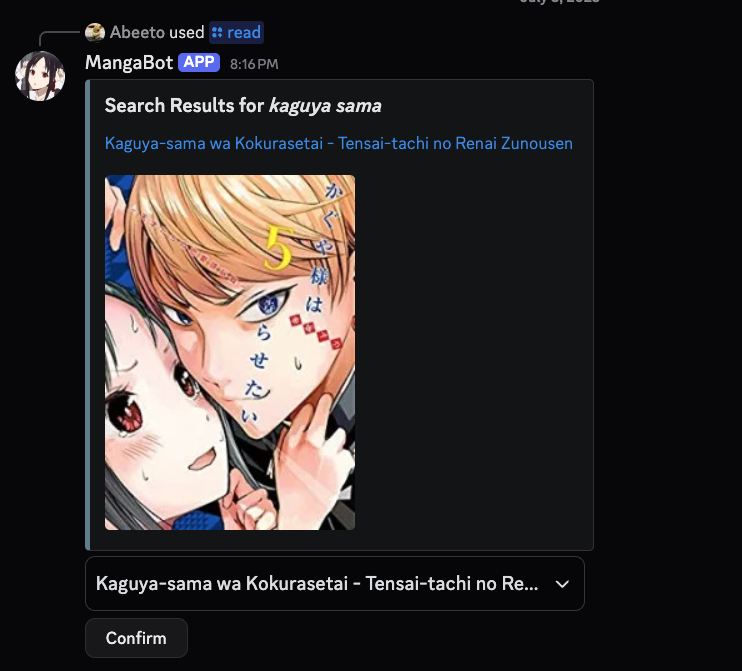 Abeeto used read
MangaBot APP 8:16 PM
Search Results for kaguya sama
Kaguya-sama wa Kokurasetai - Tensai-tachi no Renai Zunousen
5
かぐや様は
告らせたい
Kaguya-sama wa Kokurasetai - Tensai-tachi no Re...
Confirm